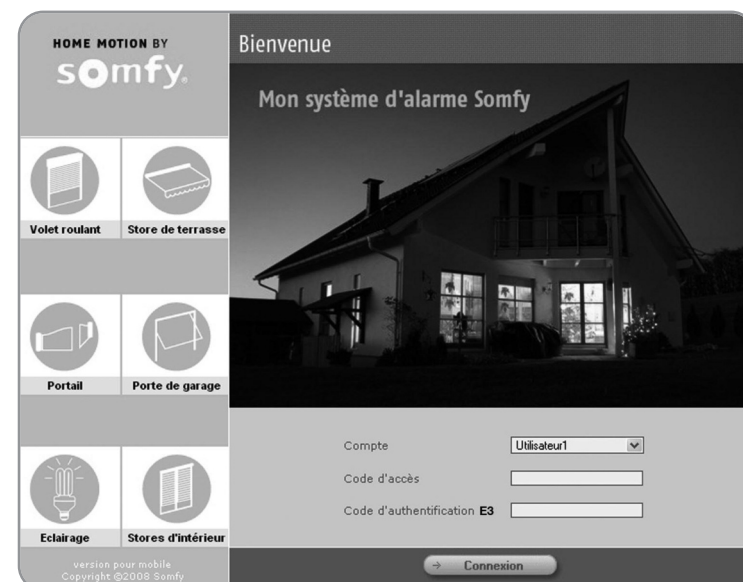 HOME MOTION BY
somfy.
Bienvenue
Mon système d'alarme Somfy
Volet roulant
Store de terrasse
Portail
Porte de garage
Eclairage
Stores d'intérieur
Compte
Utilisateur1
Code d'accès
Code d'authentification E3
→ Connexion
version pour mobile
Copyright @2008 Somfy